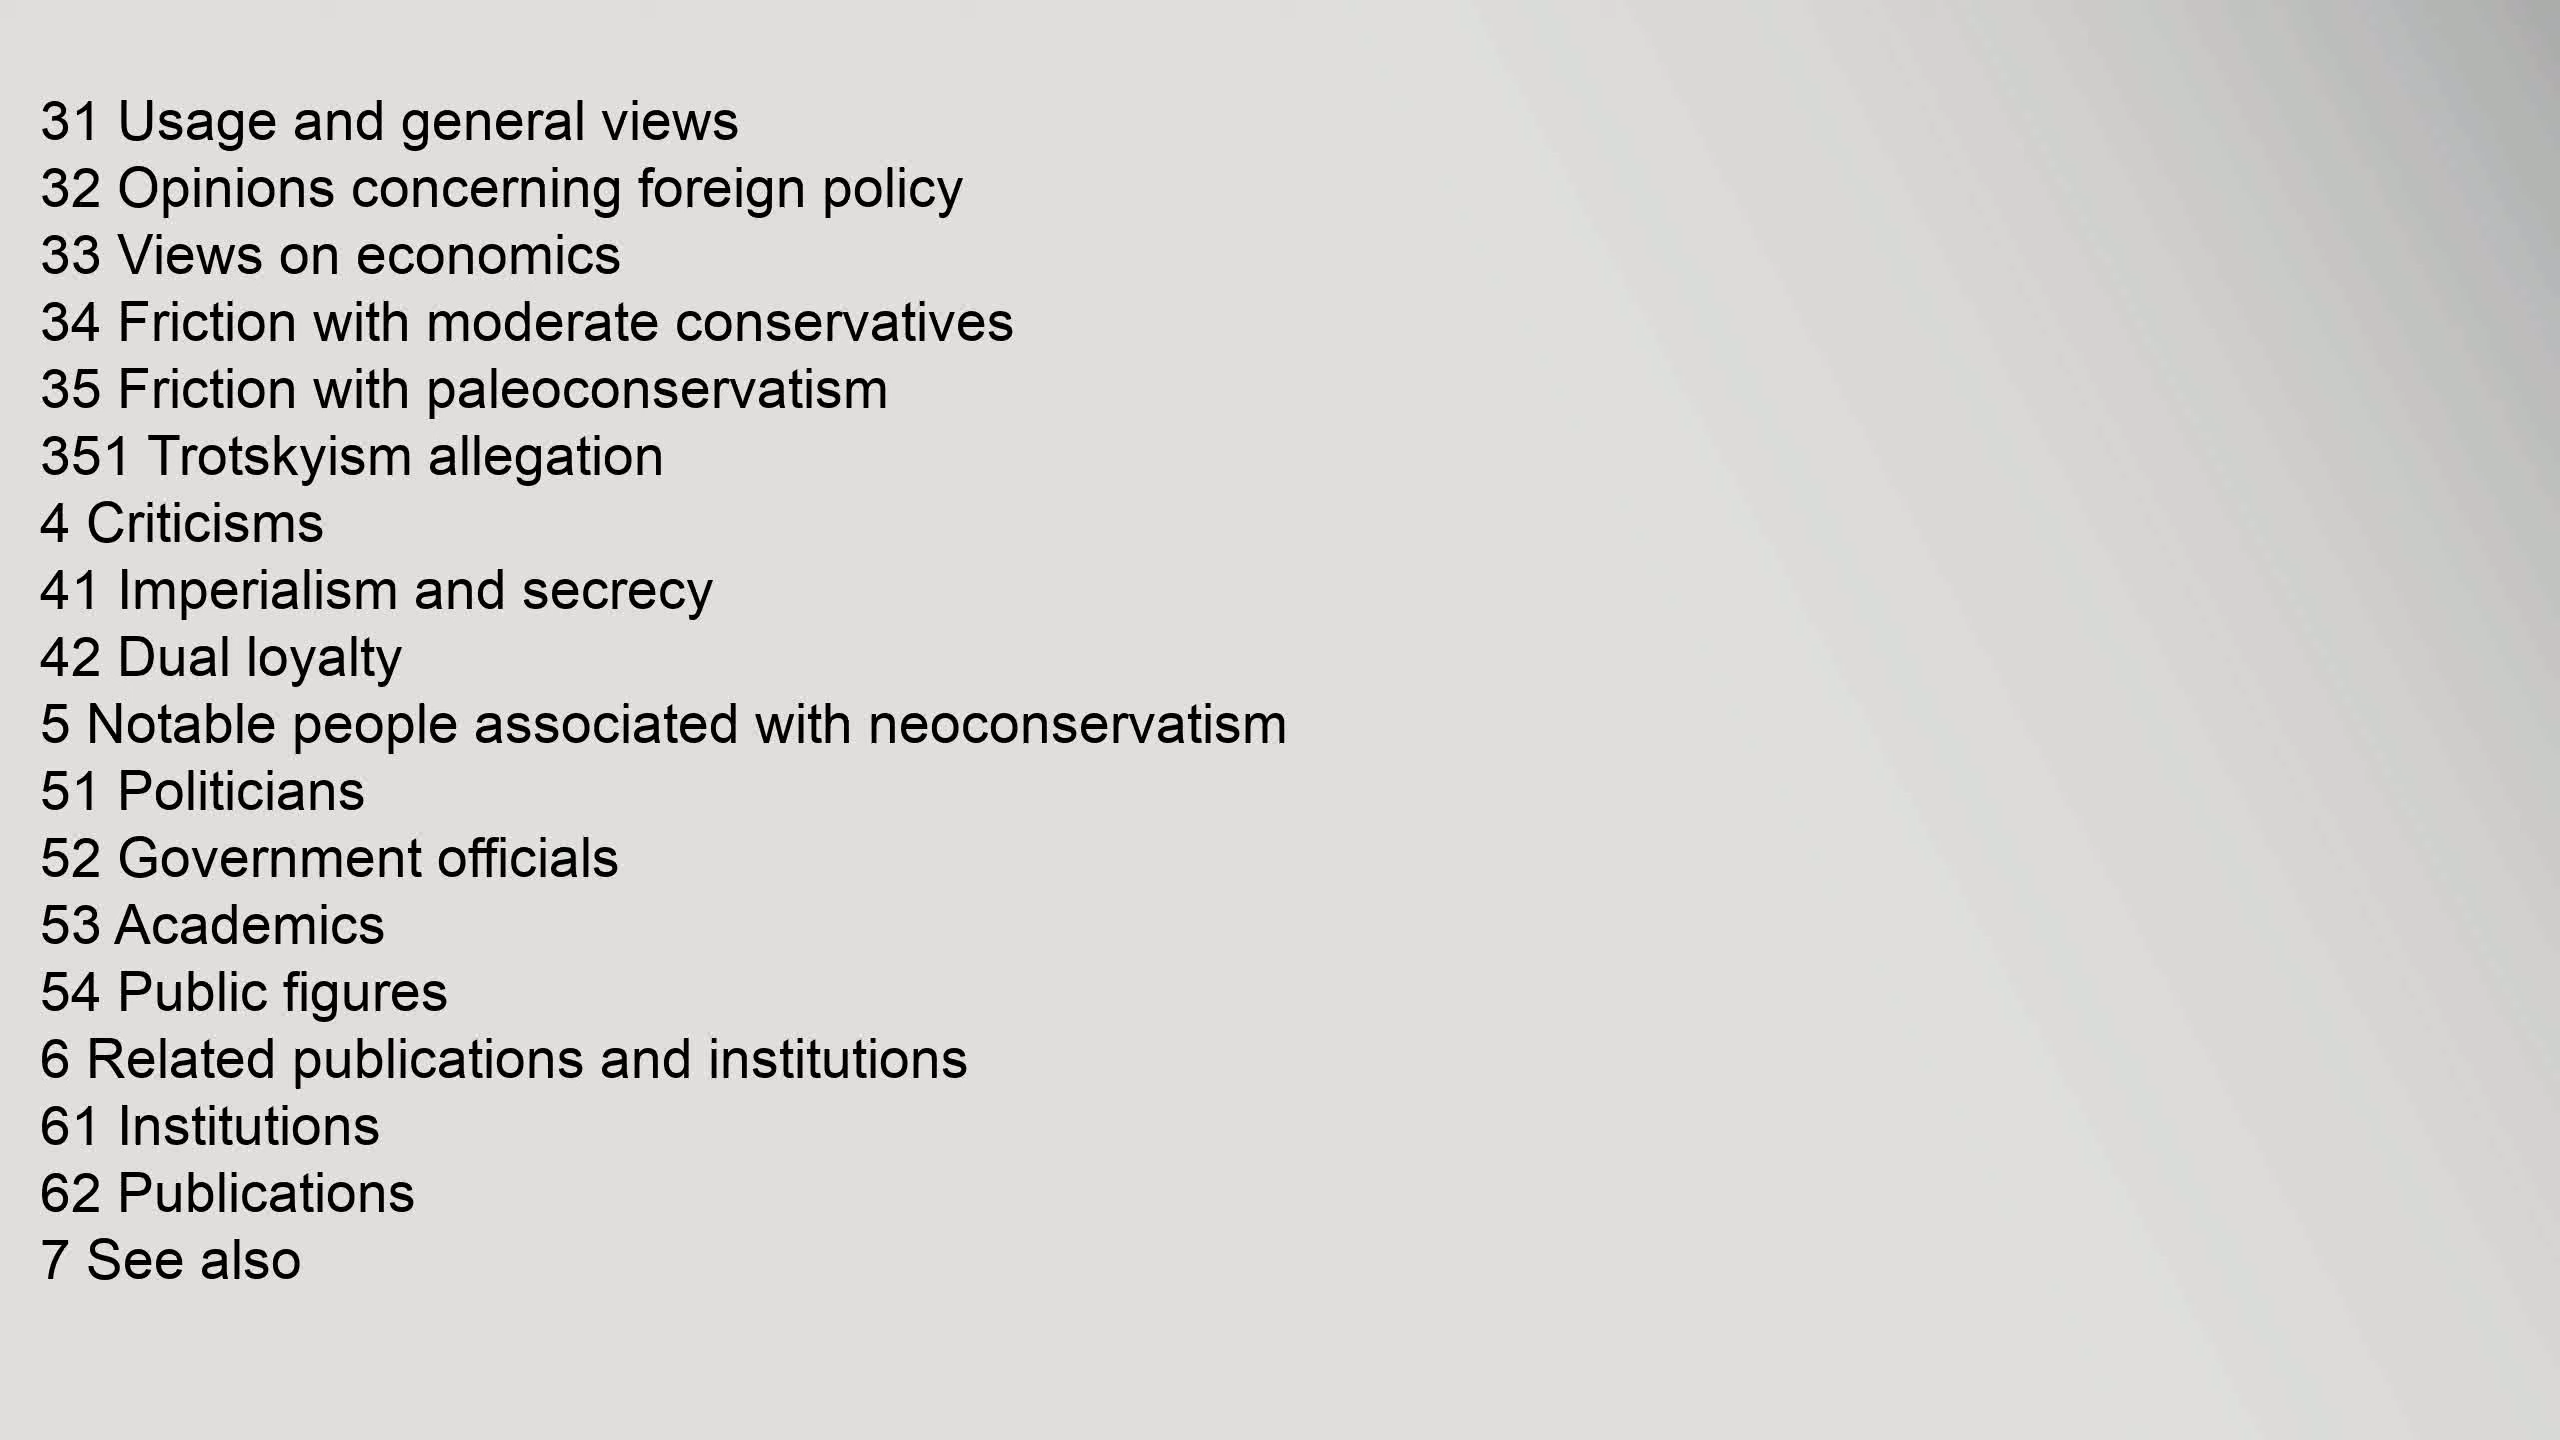 31 Usage and general views
32 Opinions concerning foreign policy
33 Views on economics
34 Friction with moderate conservatives
35 Friction with paleoconservatism
351 Trotskyism allegation
4 Criticisms
41 Imperialism and secrecy
42 Dual loyalty
5 Notable people associated with neoconservatism
51 Politicians
52 Government officials
53 Academics
54 Public figures
6 Related publications and institutions
61 Institutions
62 Publications
7 See also